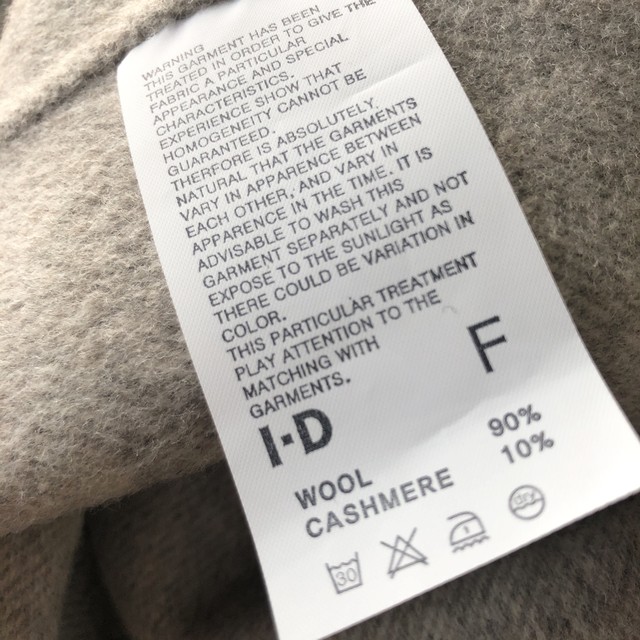 WARNING
THIS GARMENT HAS BEEN
TREATED IN ORDER TO GIVE THE
FABRIC A PARTICULAR
APPEARANCE AND SPECIAL
CHARACTERISTICS.
EXPERIENCE SHOW THAT
HOMOGENEITY CANNOT BE
GUARANTEED.
THERFORE IS ABSOLUTELY
NATURAL THAT THE GARMENTS
VARY IN APPARENCE BETWEEN
EACH OTHER, AND VARY IN
APPARENCE IN THE TIME. IT IS
ADVISABLE TO WASH THIS
GARMENT SEPARATELY AND NOT
EXPOSE TO THE SUNLIGHT AS
THERE COULD BE VARIATION IN
COLOR.
THIS PARTICULAR TREATMENT
PLAY ATTENTION TO THE
MATCHING WITH
GARMENTS.
F
I·D
WOOL 90%
CASHMERE 10%
30
dry